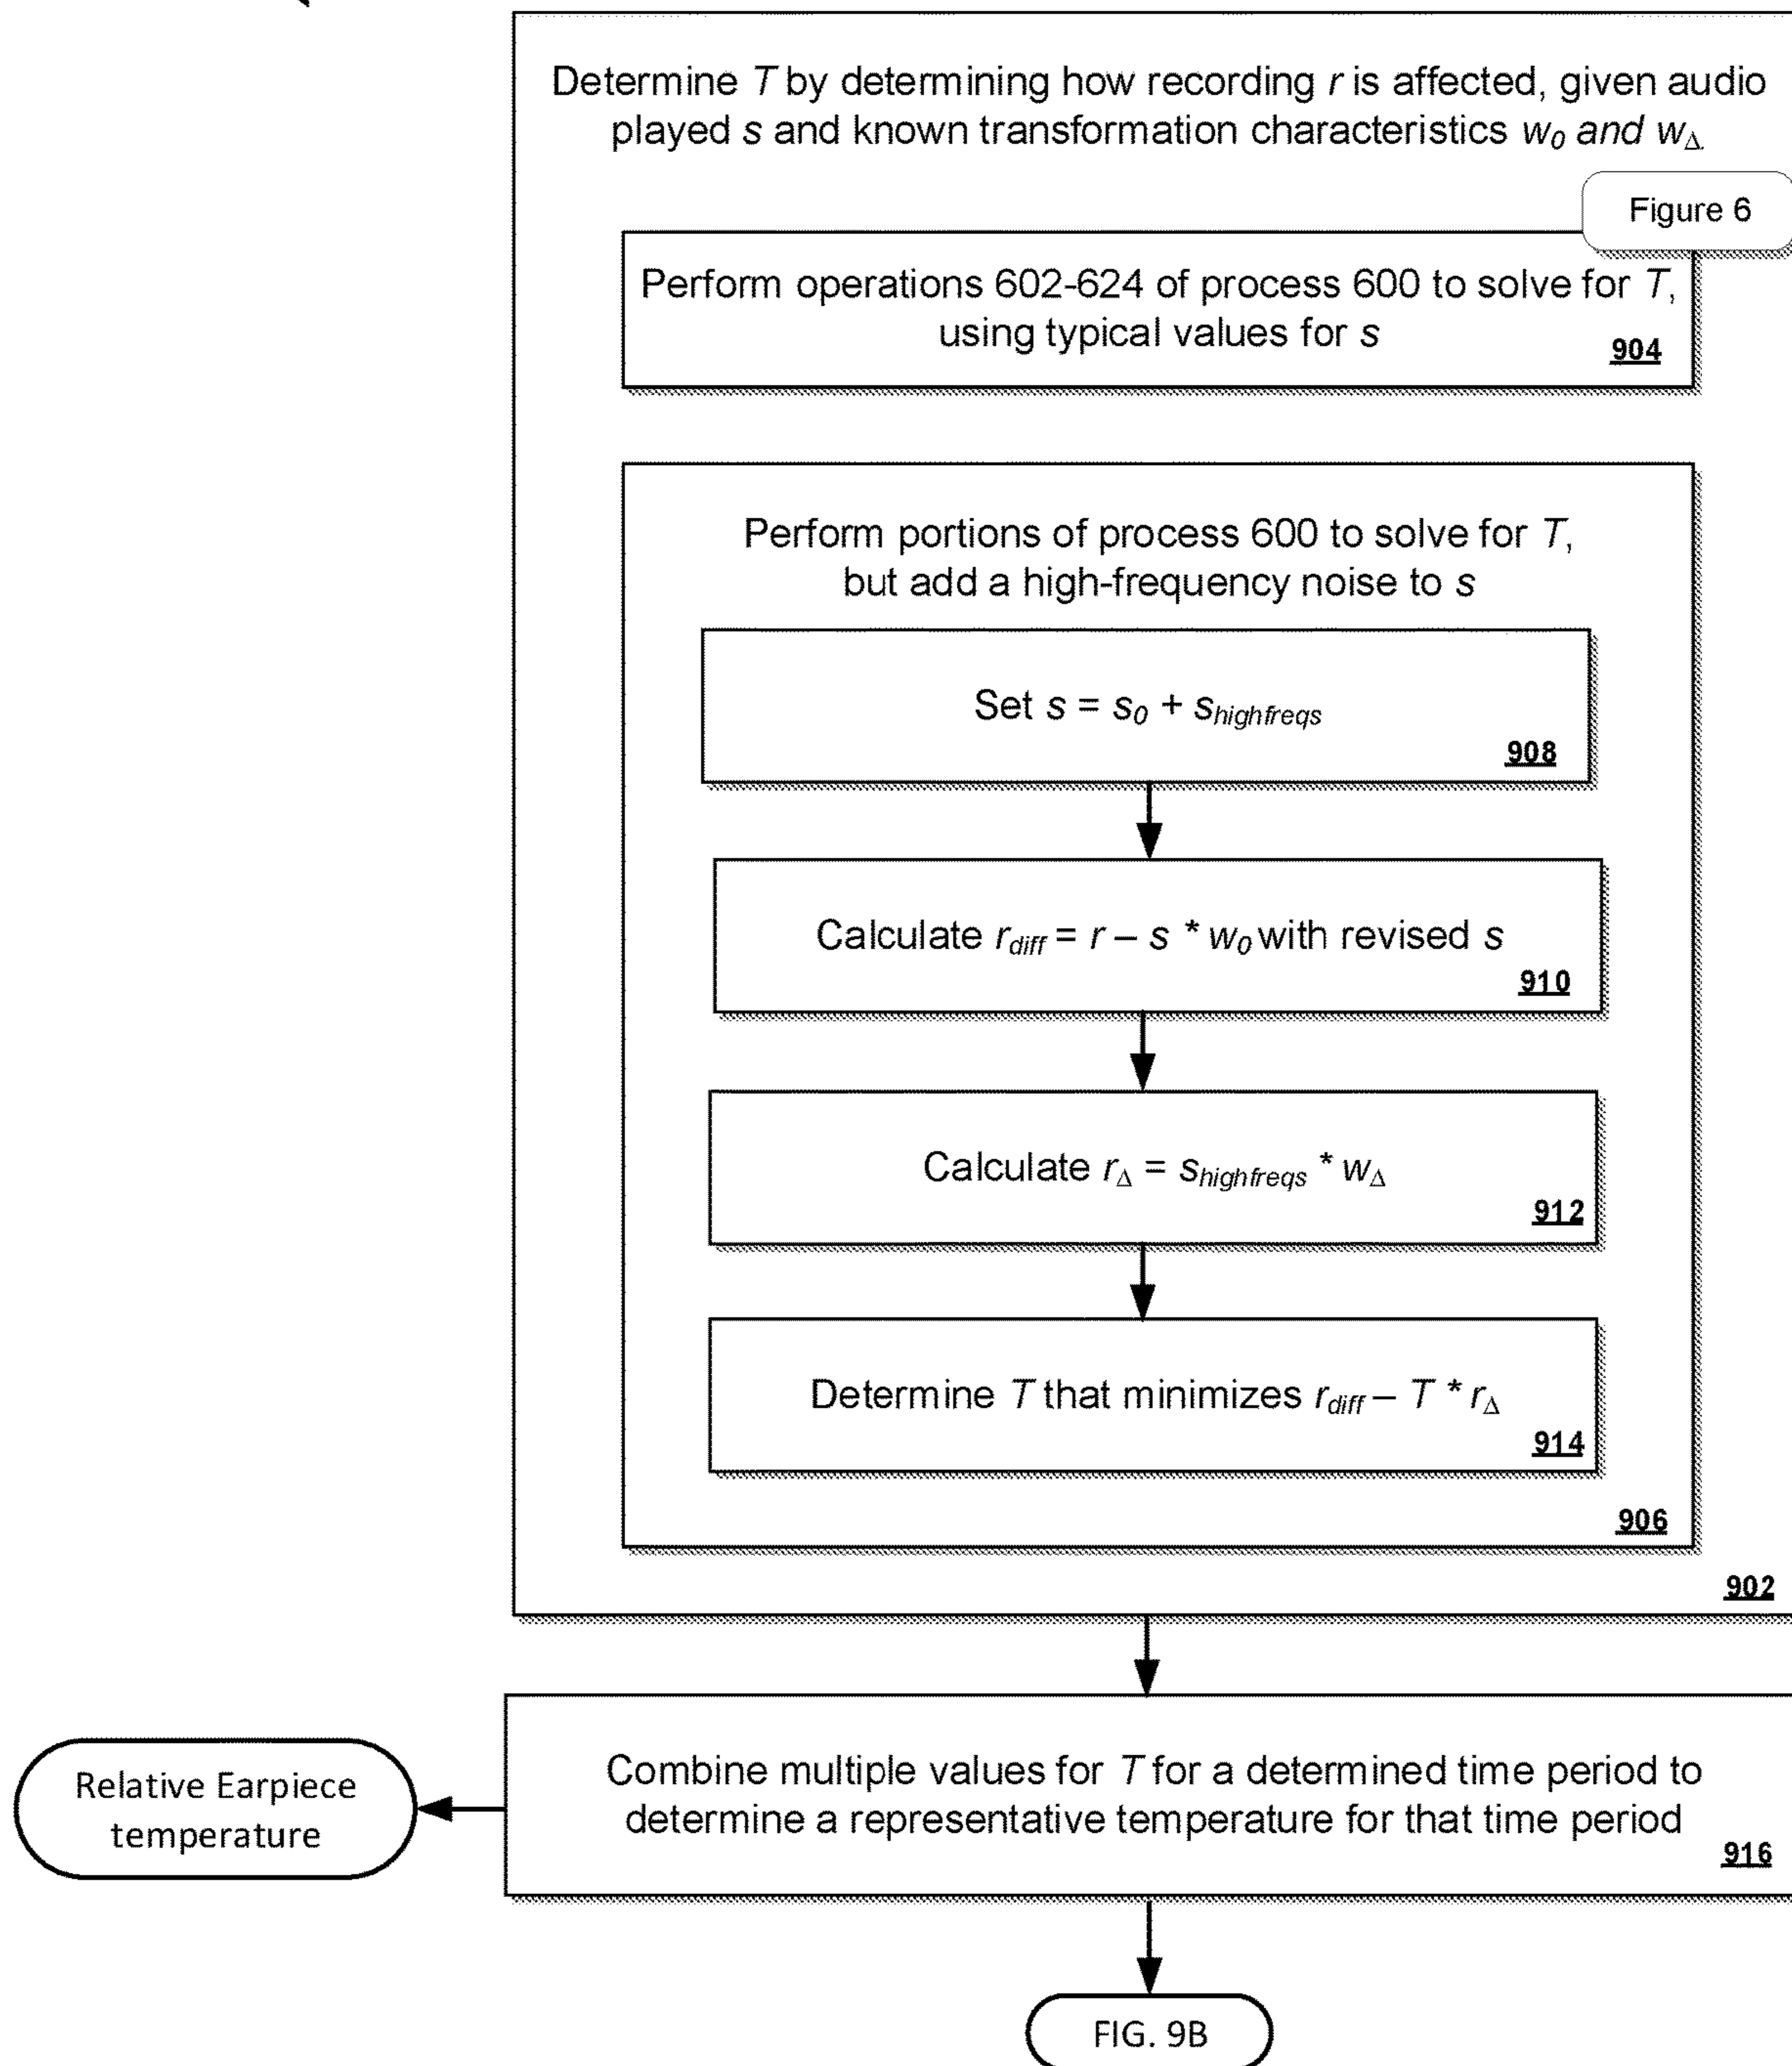 Determine T by determining how recording r is affected, given audio
played s and known transformation characteristics w0 and wΔ.
Figure 6
Perform operations 602-624 of process 600 to solve for T,
using typical values for s
904
Perform portions of process 600 to solve for T,
but add a high-frequency noise to s
Set s = s0 + shighfreqs
908
Calculate rdiff = r – s * w0 with revised s
910
Calculate rΔ = shighfreqs * wΔ
912
Determine T that minimizes rdiff – T * rΔ
914
906
902
Combine multiple values for T for a determined time period to
determine a representative temperature for that time period
916
Relative Earpiece
temperature
FIG. 9B